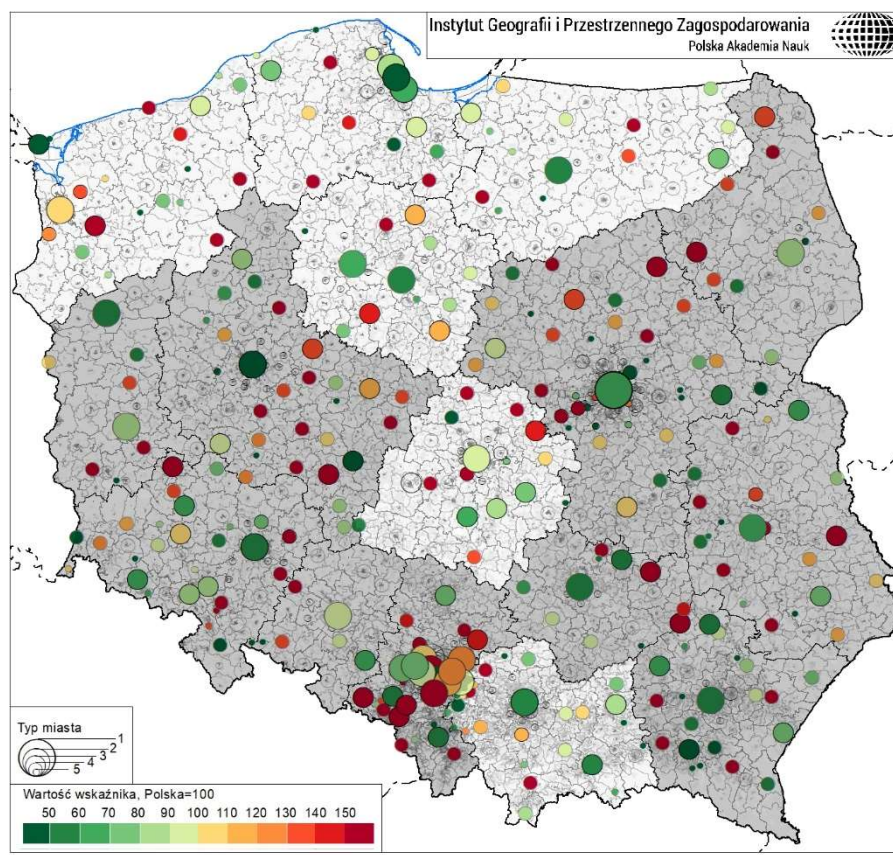 Instytut Geografii i Przestrzennego Zagospodarowania
Polska Akademia Nauk
Typ miasta
1
2
3
4
5
Wartość wskaźnika, Polska=100
50 60 70 80 90 100 110 120 130 140 150